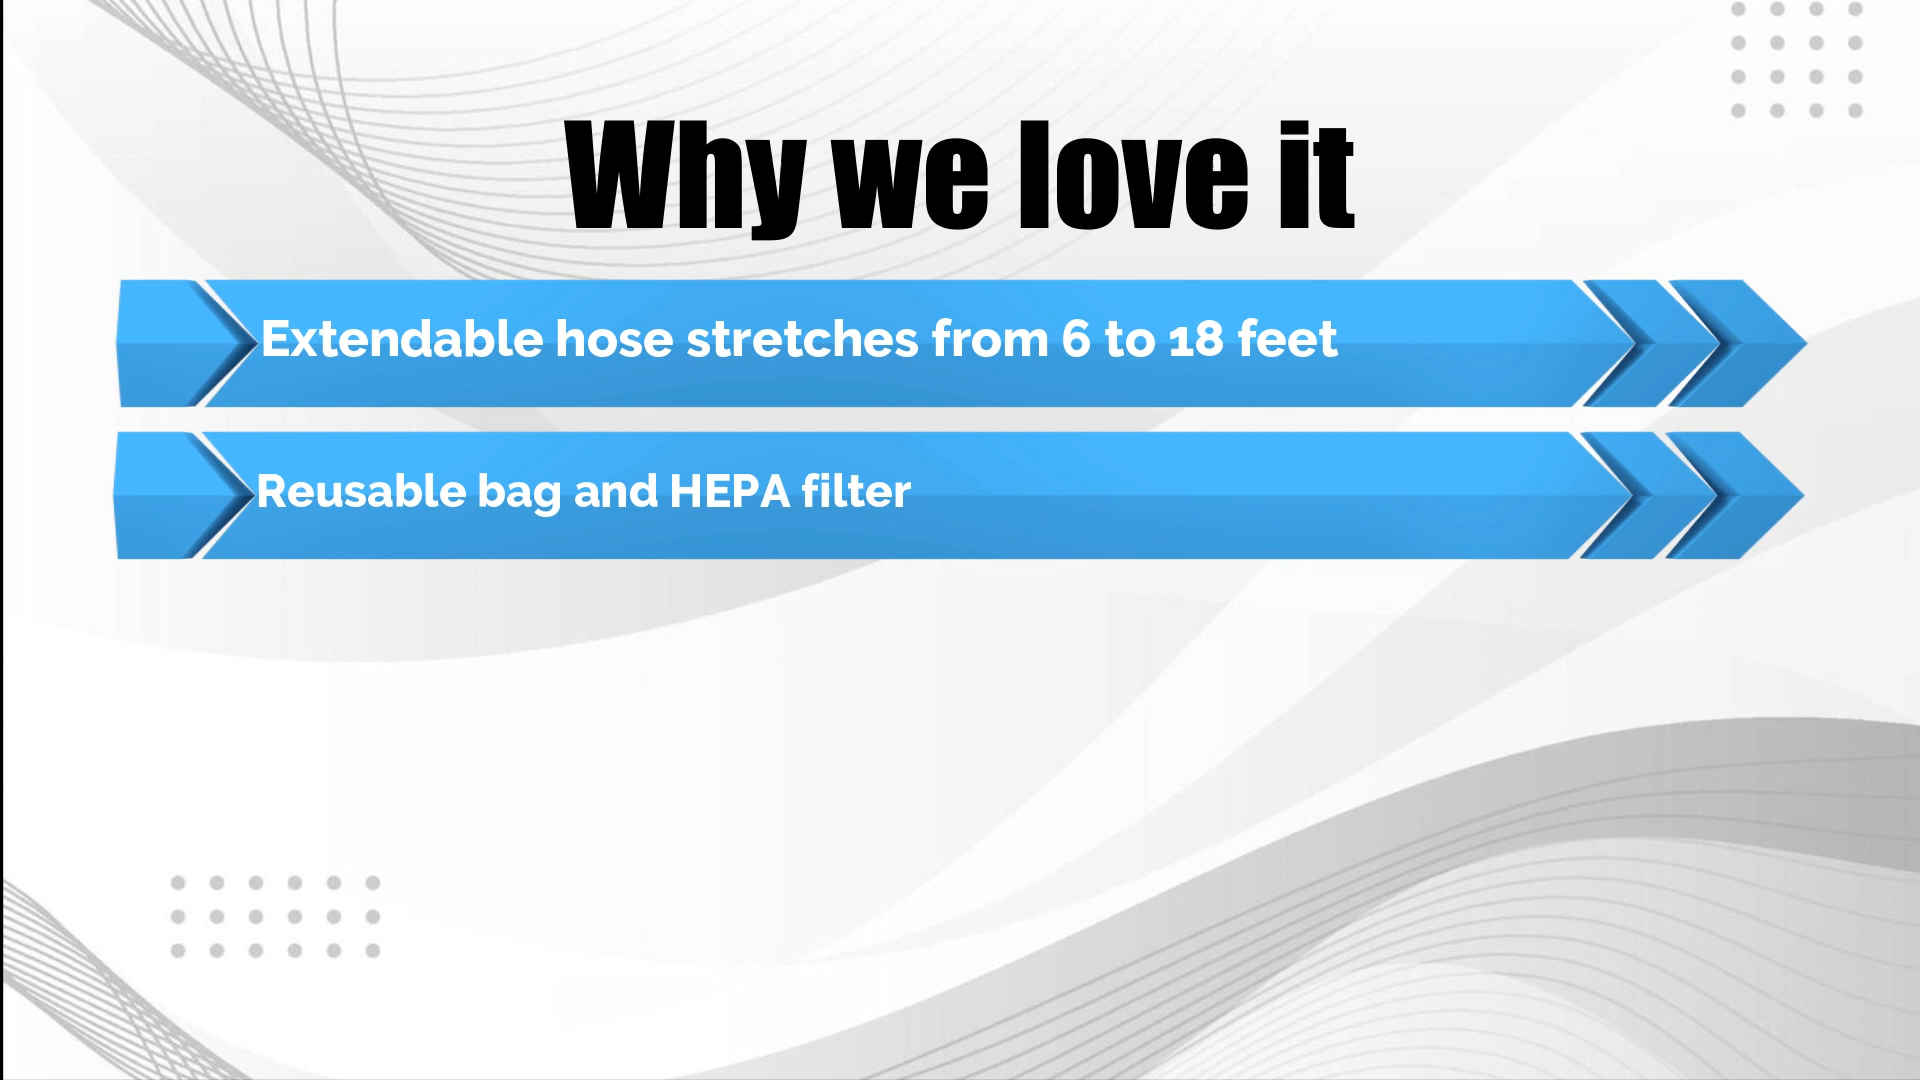 Why we love it
Extendable hose stretches from 6 to 18 feet
Reusable bag and HEPA filter